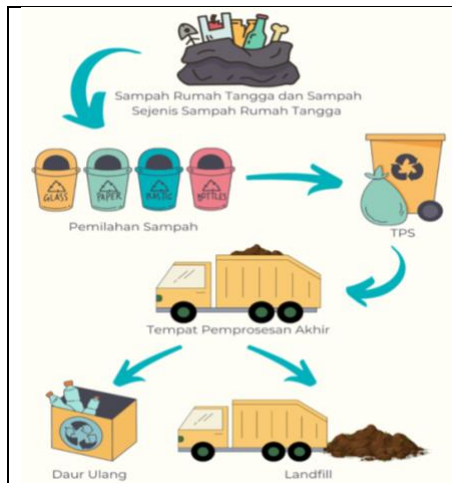 Sampah Rumah Tangga dan Sampah
Sejenis Sampah Rumah Tangga
GLASS
PAPER
PLASTIC
BOTTLES
Pemilahan Sampah
TPS
Tempat Pemprosesan Akhir
Daur Ulang
Landfill